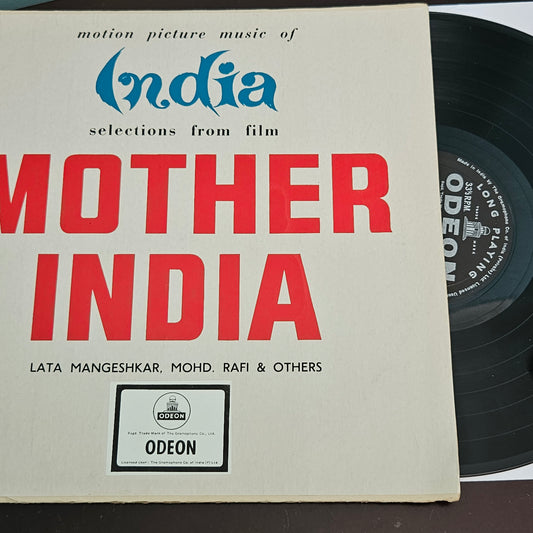 motion picture music of
India
selections from film
MOTHER
INDIA
LATA MANGESHKAR, MOHD. RAFI & OTHERS
ODEON
ODEON
LONG PLAYING
33⅓ RPM
ODEON